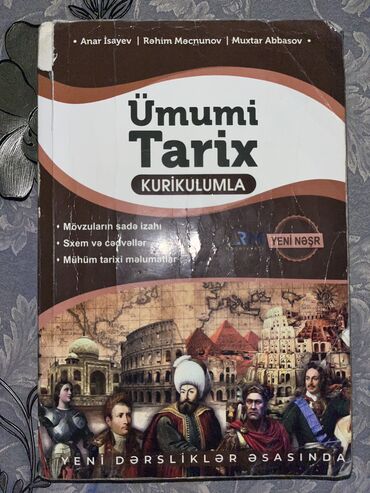 • Anar İsayev | Rəhim Məcnunov | Muxtar Abbasov •
Ümumi
Tarix
KURİKULUMLA
• Mövzuların sadə izahı
• Sxem və cədvəllər
• Mühüm tarixi məlumatlar
YENİ NƏŞR
YENİ DƏRSLİKLƏR ƏSASINDA